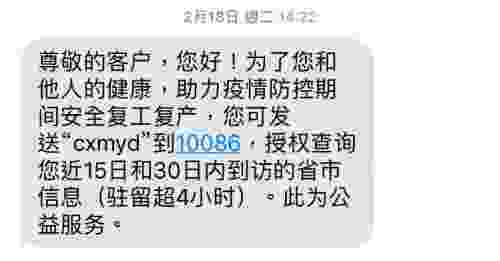 2月18日 週二 16:22
尊敬的客户，您好！为了您和
他人的健康，助力疫情防控期
间安全复工复产，您可发
送“cxmyd”到10086，授权查询
您近15日和30日内到访的省市
信息（驻留超4小时）。此为公
益服务。